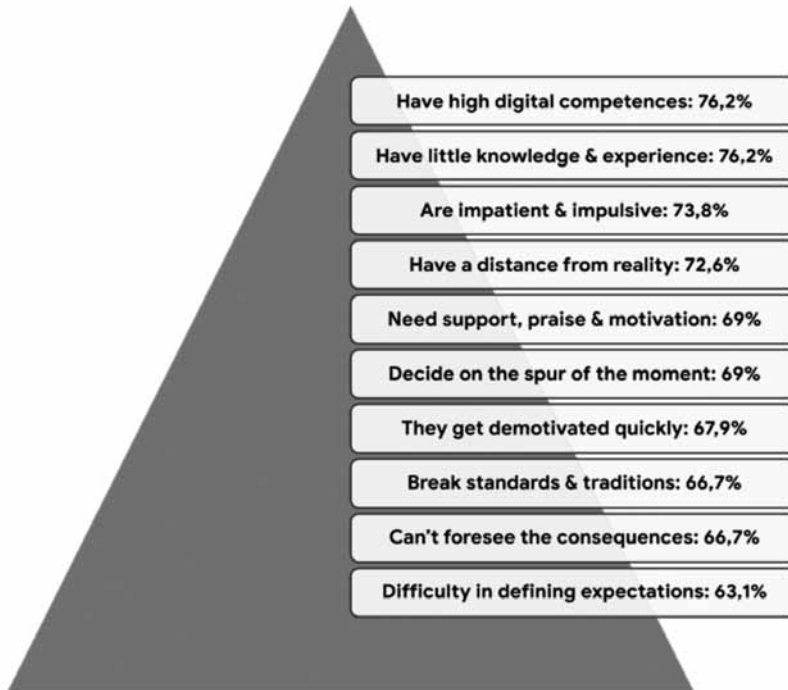 Have high digital competences: 76,2%
Have little knowledge & experience: 76,2%
Are impatient & impulsive: 73,8%
Have a distance from reality: 72,6%
Need support, praise & motivation: 69%
Decide on the spur of the moment: 69%
They get demotivated quickly: 67,9%
Break standards & traditions: 66,7%
Can't foresee the consequences: 66,7%
Difficulty in defining expectations: 63,1%